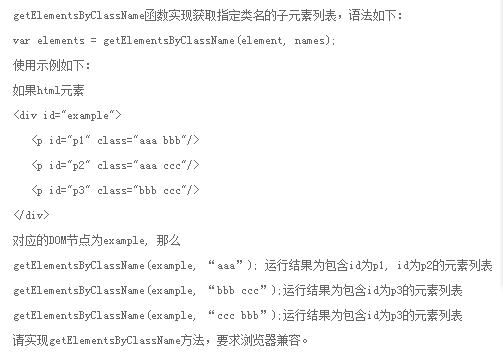 getElementsByClassName函数实现获取指定类名的子元素列表，语法如下：
var elements = getElementsByClassName(element, names);
使用示例如下：
如果html元素
<div id="example">
<p id="p1" class="aaa bbb"/>
<p id="p2" class="aaa ccc"/>
<p id="p3" class="bbb ccc"/>
</div>
对应的DOM节点为example, 那么
getElementsByClassName(example, “aaa”); 运行结果为包含id为p1, id为p2的元素列表
getElementsByClassName(example, “bbb ccc”);运行结果为包含id为p3的元素列表
getElementsByClassName(example, “ccc bbb”);运行结果为包含id为p3的元素列表
请实现getElementsByClassName方法，要求浏览器兼容。